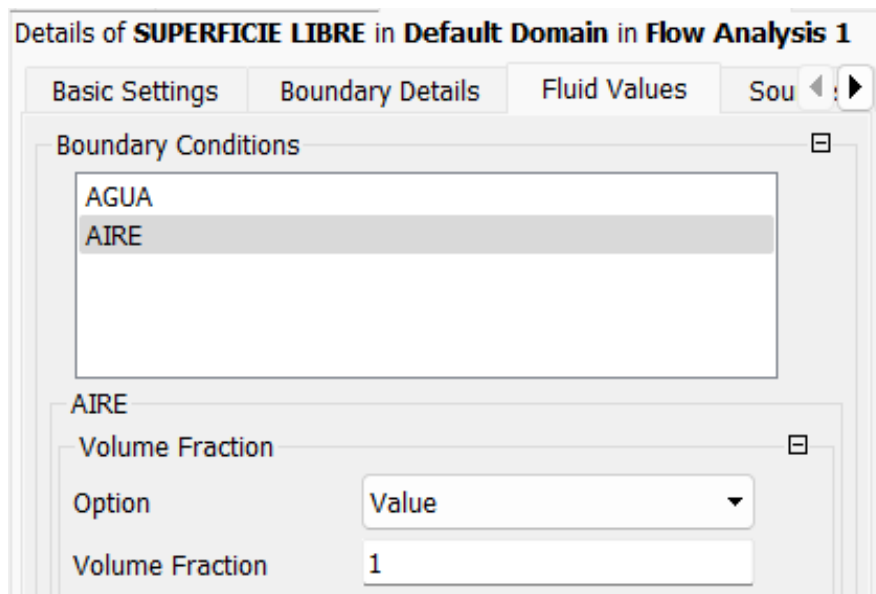 Details of SUPERFICIE LIBRE in Default Domain in Flow Analysis 1
Basic Settings Boundary Details Fluid Values Sou
Boundary Conditions
AGUA
AIRE
AIRE
Volume Fraction
Option Value
Volume Fraction 1